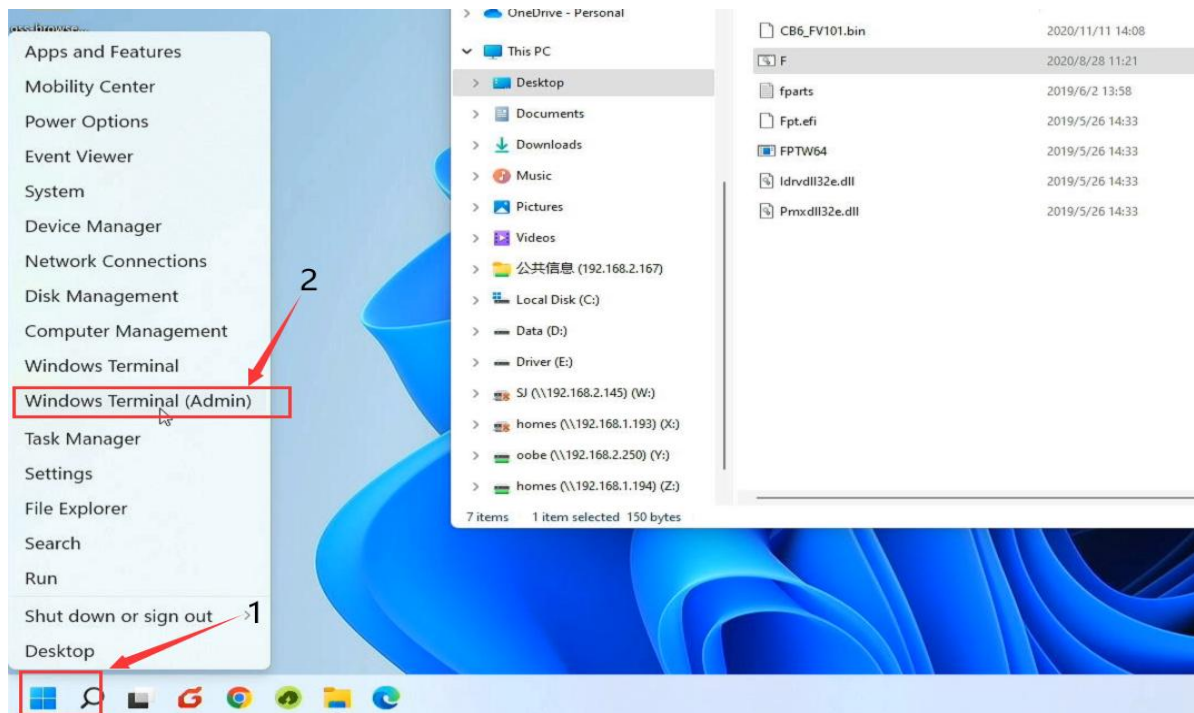 oss-browse...
Apps and Features
Mobility Center
Power Options
Event Viewer
System
Device Manager
Network Connections
Disk Management
Computer Management
Windows Terminal
Windows Terminal (Admin)
Task Manager
Settings
File Explorer
Search
Run
Shut down or sign out
Desktop
2
1
OneDrive - Personal
This PC
Desktop
Documents
Downloads
Music
Pictures
Videos
公共信息 (192.168.2.167)
Local Disk (C:)
Data (D:)
Driver (E:)
SJ (\\192.168.2.145) (W:)
homes (\\192.168.1.193) (X:)
oobe (\\192.168.2.250) (Y:)
homes (\\192.168.1.194) (Z:)
CB6_FV101.bin 2020/11/11 14:08
F 2020/8/28 11:21
fparts 2019/6/2 13:58
Fpt.efi 2019/5/26 14:33
FPTW64 2019/5/26 14:33
Idrvdll32e.dll 2019/5/26 14:33
Pmxdll32e.dll 2019/5/26 14:33
7 items 1 item selected 150 bytes